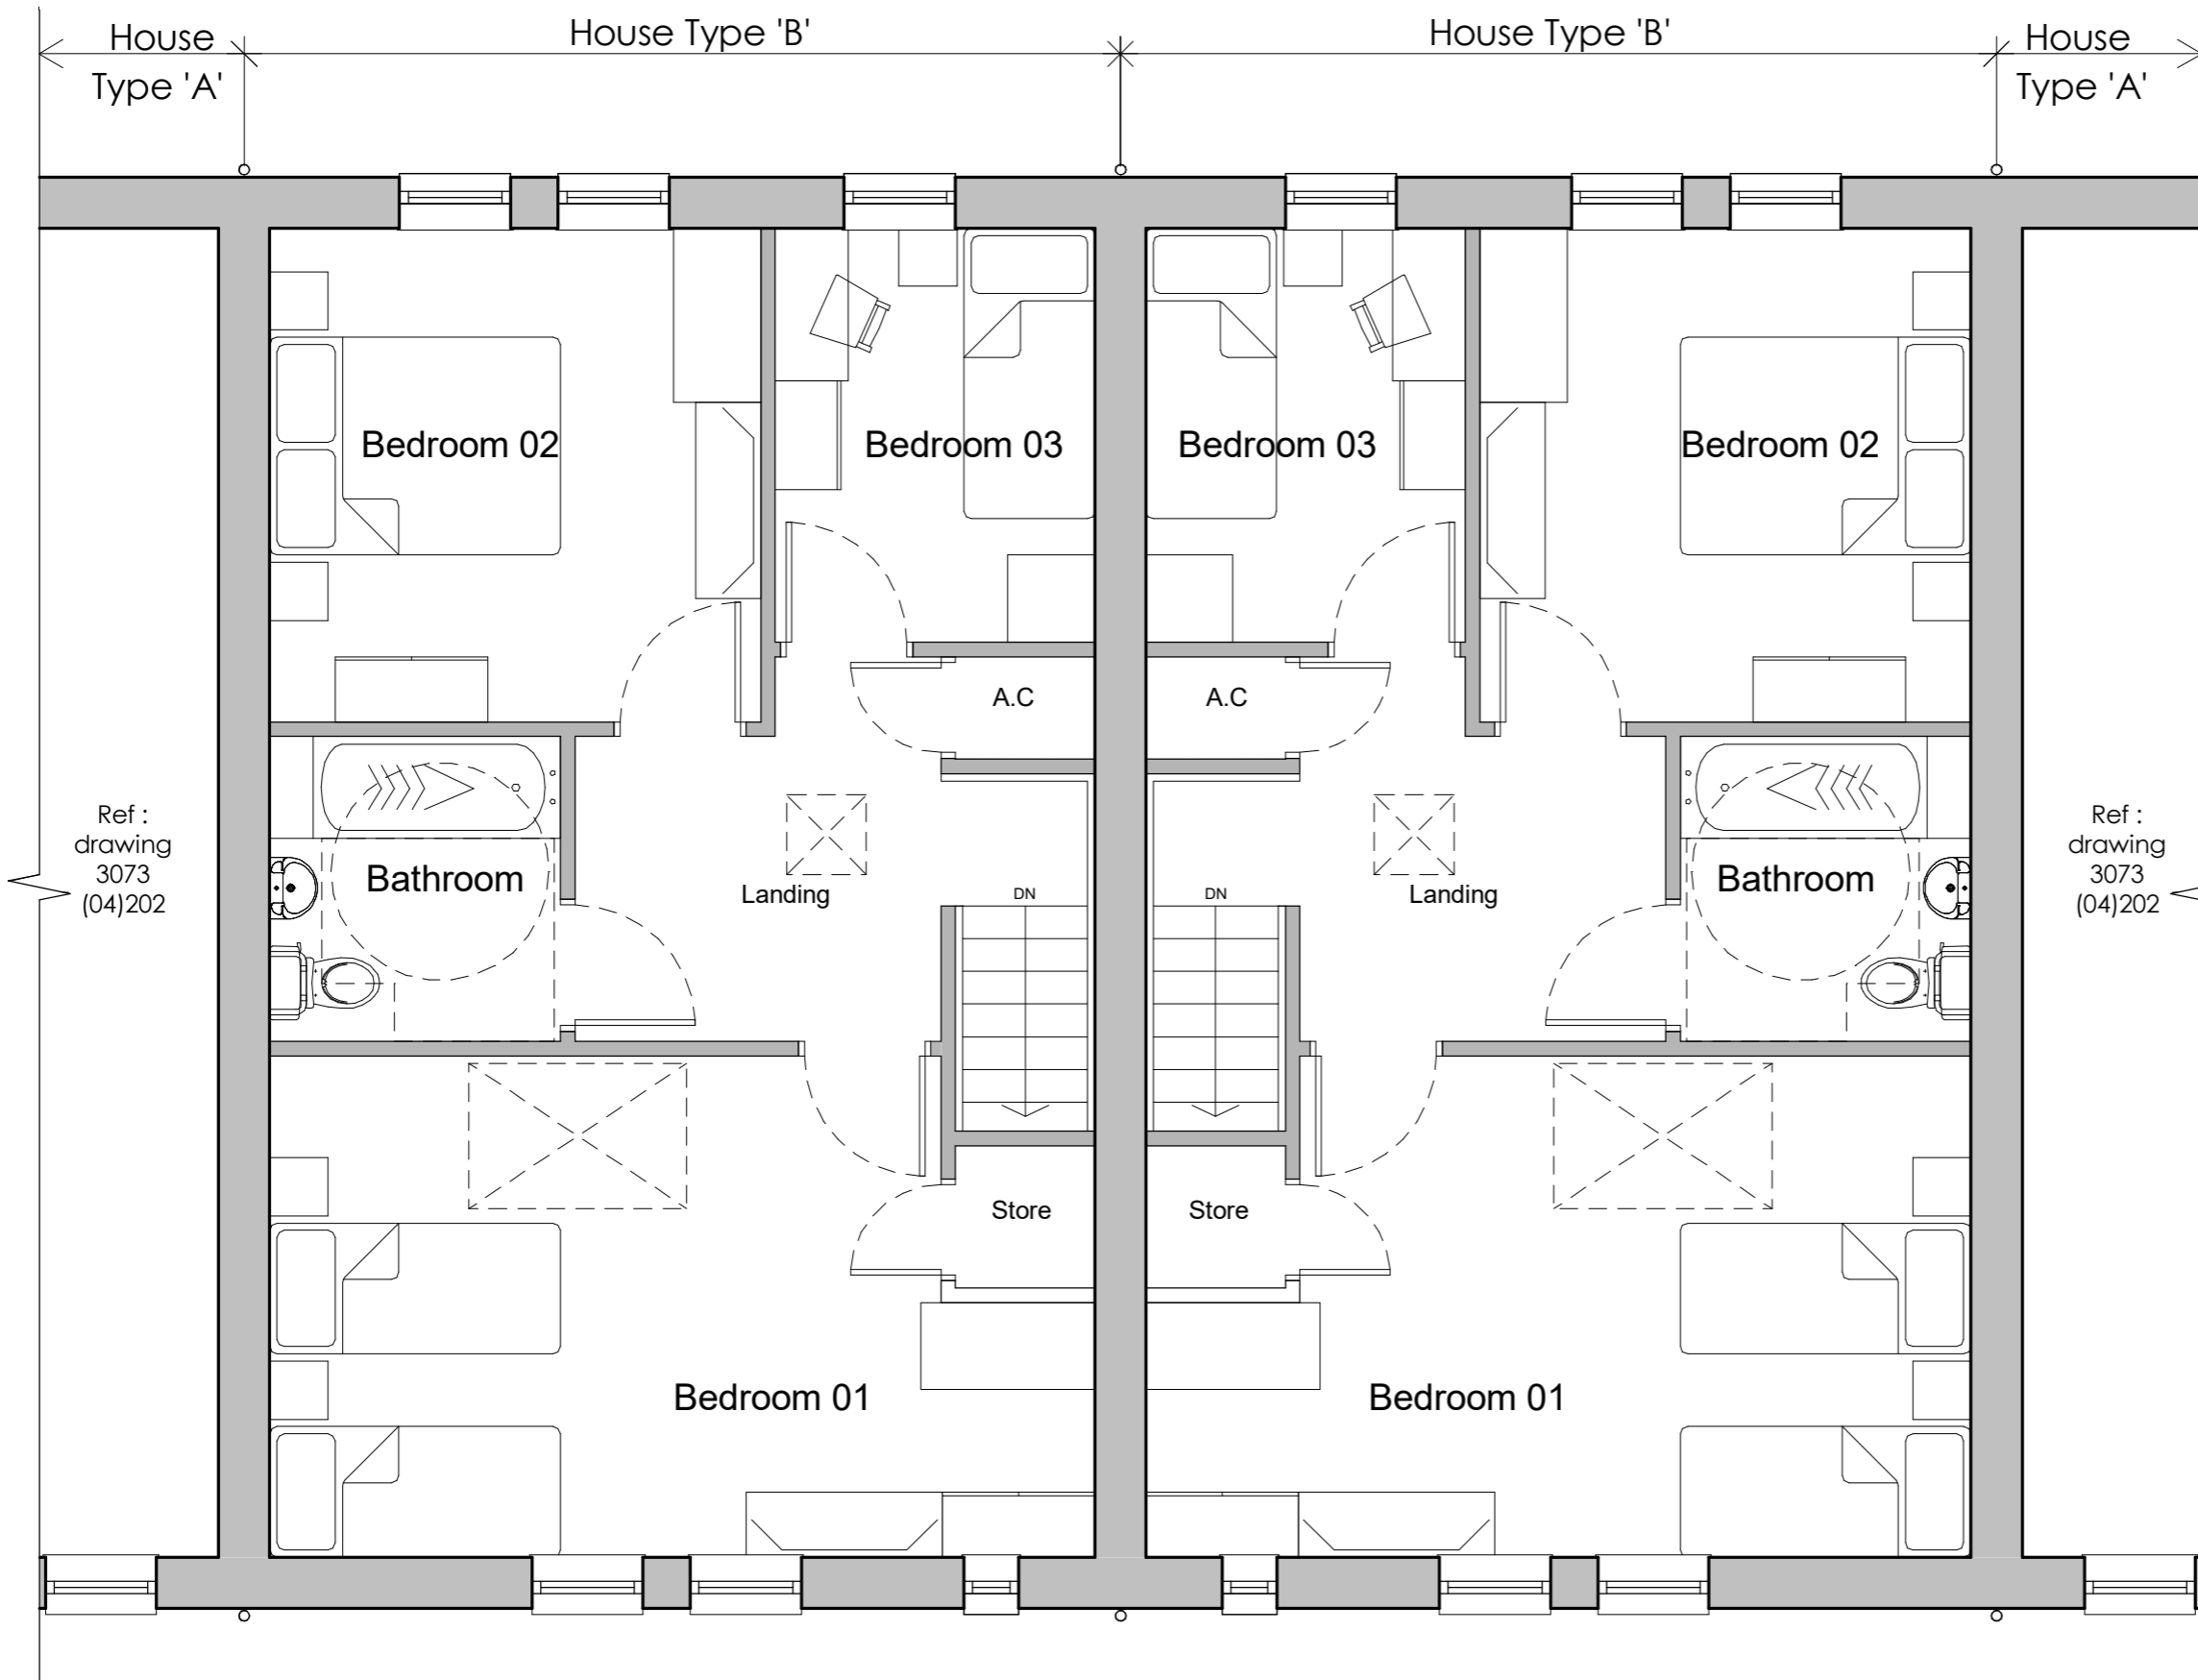 House
Type 'A'
House Type 'B'
House Type 'B'
House
Type 'A'
Bedroom 02
Bedroom 03
Bedroom 03
Bedroom 02
A.C
A.C
Ref :
drawing
3073
(04)202
Bathroom
Landing
DN
DN
Landing
Bathroom
Ref :
drawing
3073
(04)202
Store
Store
Bedroom 01
Bedroom 01